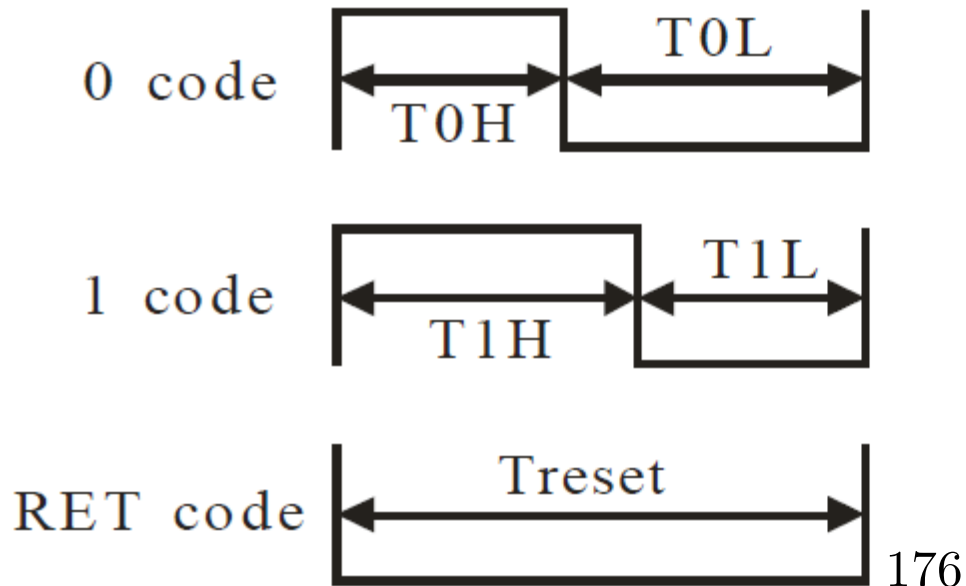 T0L
0 code
T0H
T1L
1 code
T1H
Treset
RET code
176